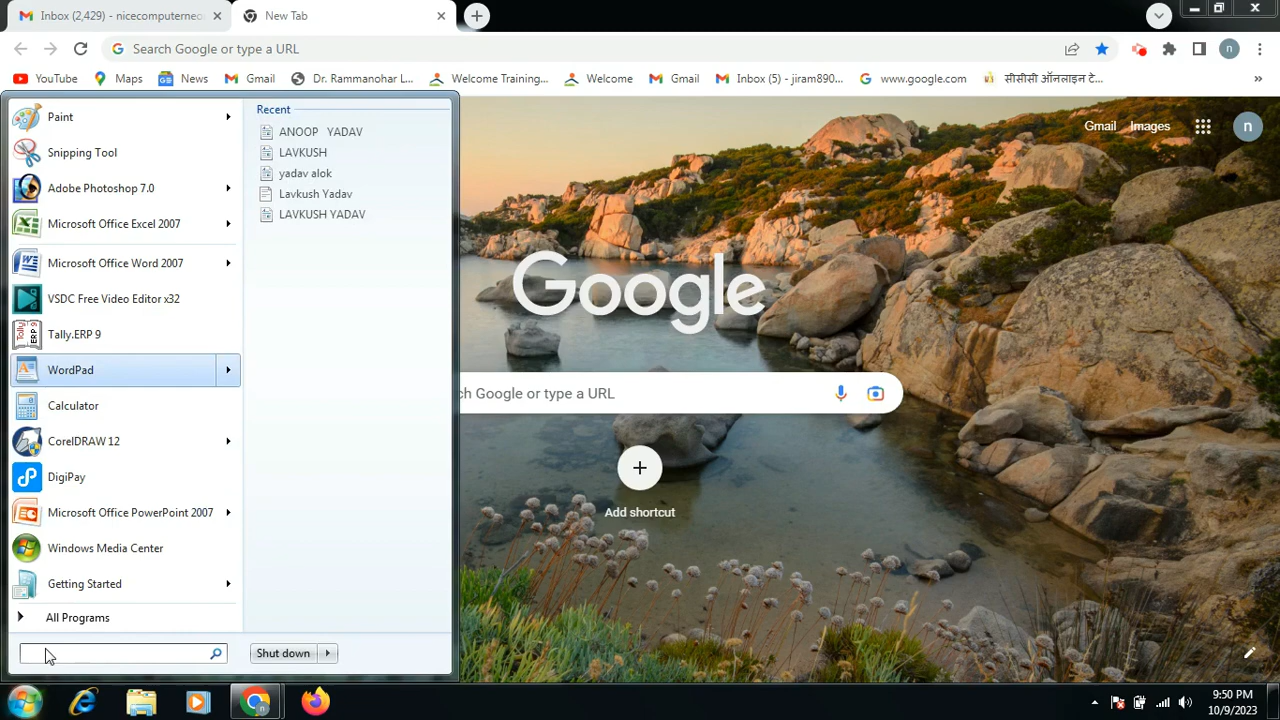 Inbox (2,429) - nicecomputerneo
New Tab
Search Google or type a URL
YouTube
Maps
News
Gmail
Dr. Rammanohar L...
Welcome Training...
Welcome
Gmail
Inbox (5) - jiram890...
www.google.com
सीसीसी ऑनलाइन टे...
Gmail
Images
n
n
Google
ch Google or type a URL
Add shortcut
Paint
Snipping Tool
Adobe Photoshop 7.0
Microsoft Office Excel 2007
Microsoft Office Word 2007
VSDC Free Video Editor x32
Tally.ERP 9
WordPad
Calculator
CorelDRAW 12
DigiPay
Microsoft Office PowerPoint 2007
Windows Media Center
Getting Started
All Programs
Recent
ANOOP YADAV
LAVKUSH
yadav alok
Lavkush Yadav
LAVKUSH YADAV
Shut down
9:50 PM
10/9/2023